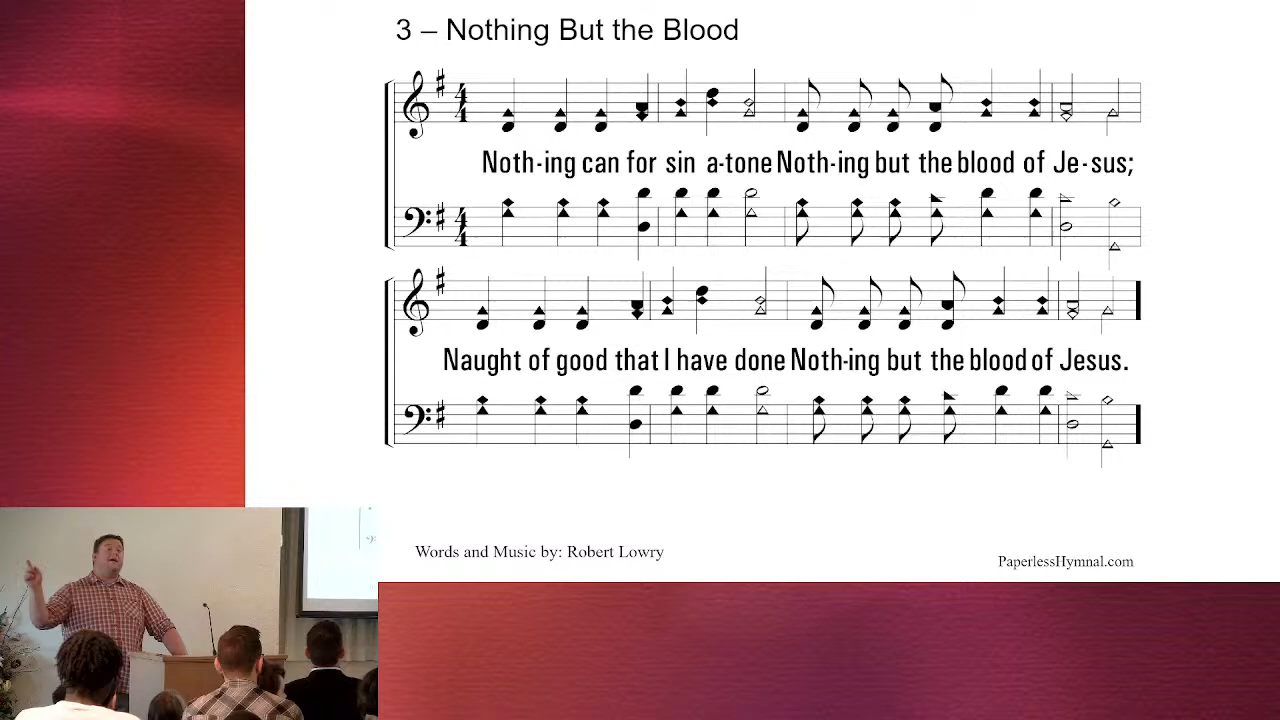 3 – Nothing But the Blood
Noth-ing can for sin a-tone Noth-ing but the blood of Je-sus;
Naught of good that I have done Noth-ing but the blood of Jesus.
Words and Music by: Robert Lowry
PaperlessHymnal.com